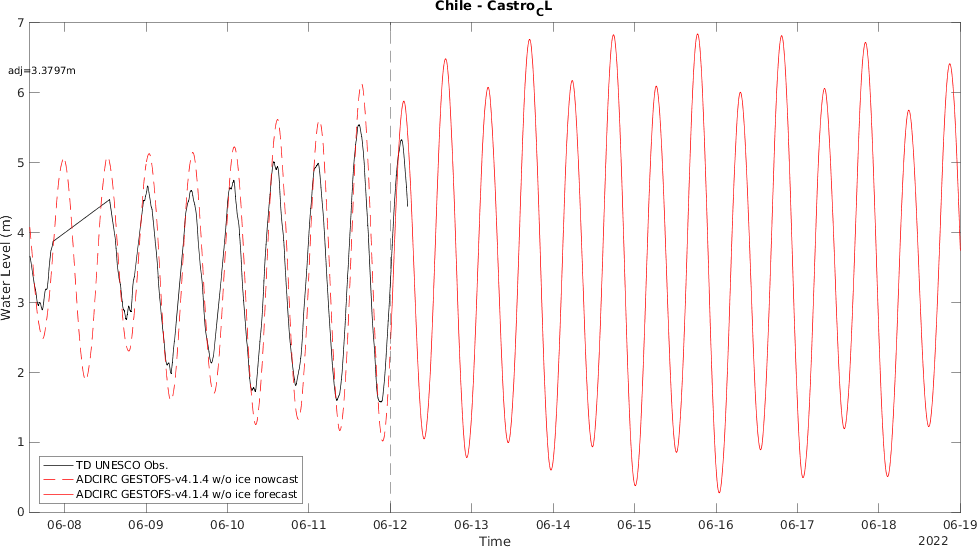 Chile - Castro_CL
adj=3.3797m
Water Level (m)
7
6
5
4
3
2
1
0
TD UNESCO Obs.
ADCIRC GESTOFS-v4.1.4 w/o ice nowcast
ADCIRC GESTOFS-v4.1.4 w/o ice forecast
06-08 06-09 06-10 06-11 06-12 06-13 06-14 06-15 06-16 06-17 06-18 06-19
Time
2022